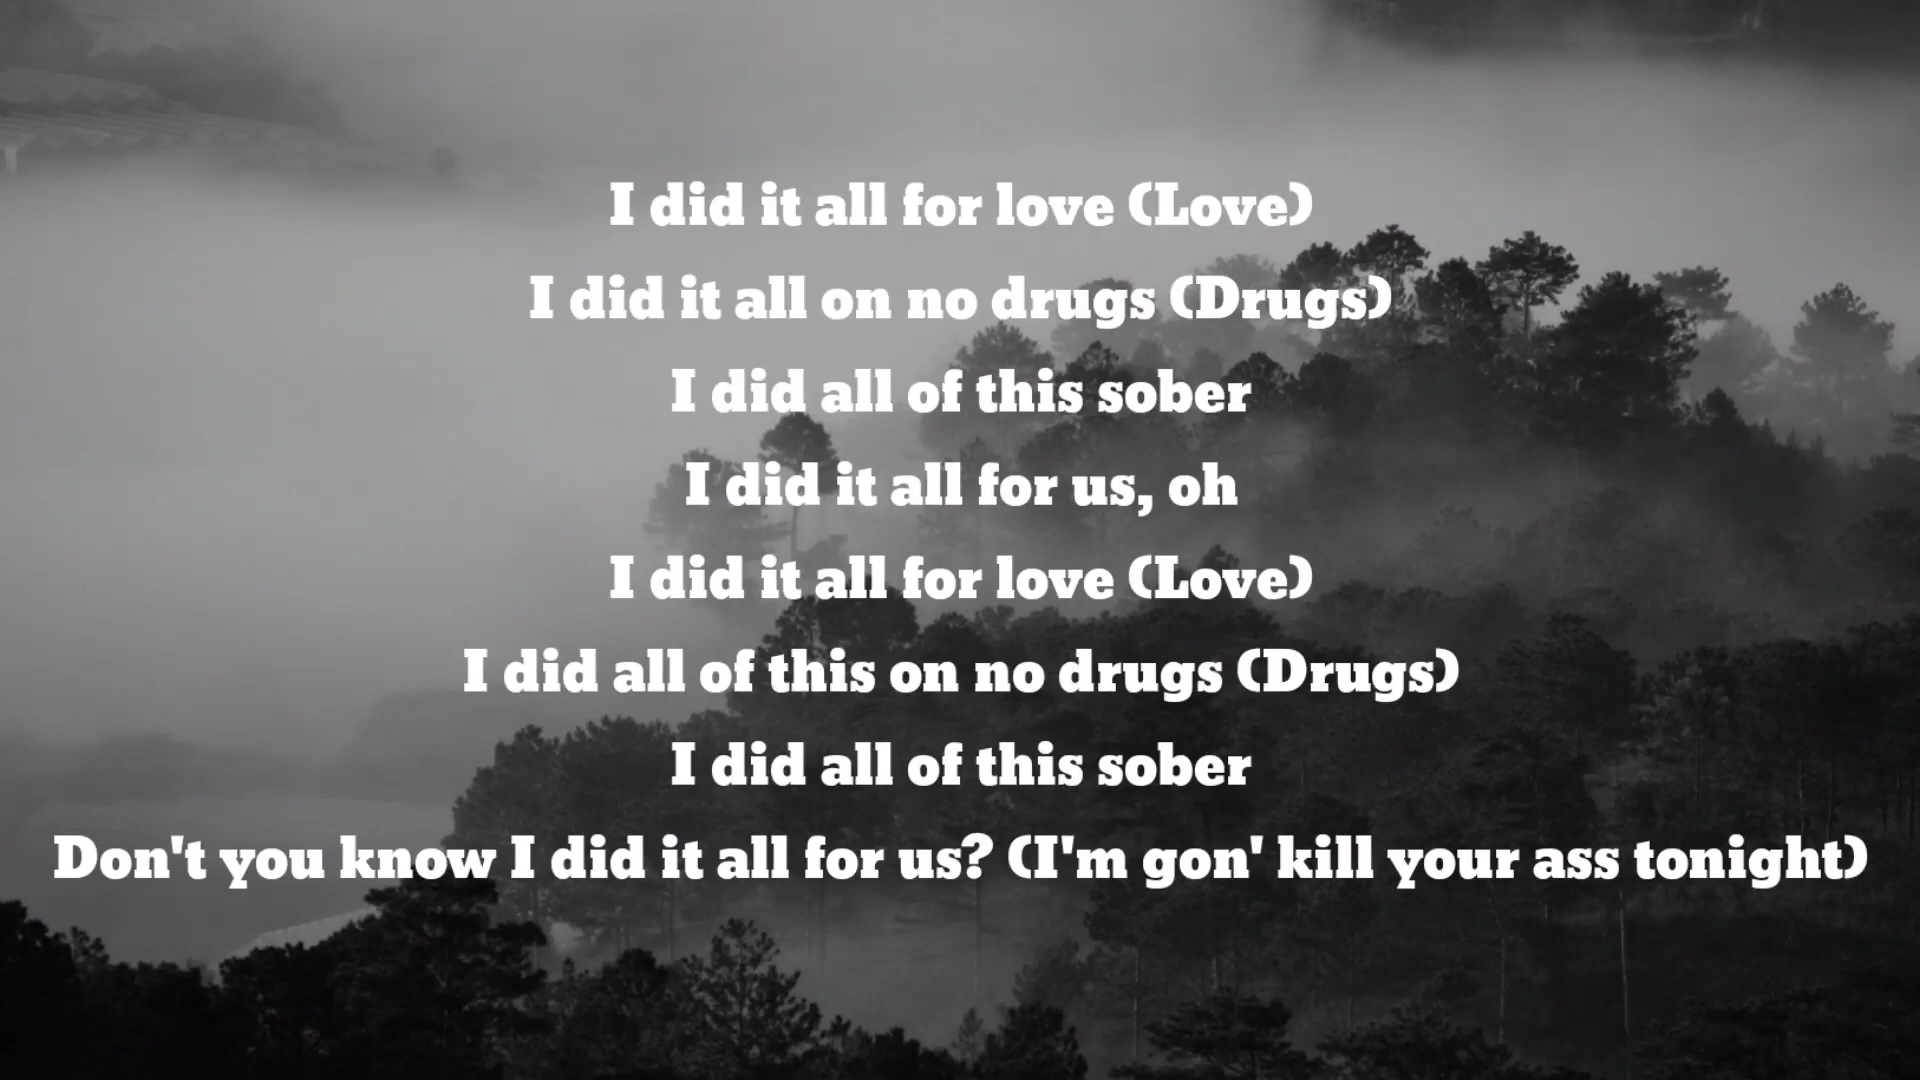 I did it all for love (Love)
I did it all on no drugs (Drugs)
I did all of this sober
I did it all for us, oh
I did it all for love (Love)
I did all of this on no drugs (Drugs)
I did all of this sober
Don't you know I did it all for us? (I'm gon' kill your ass tonight)